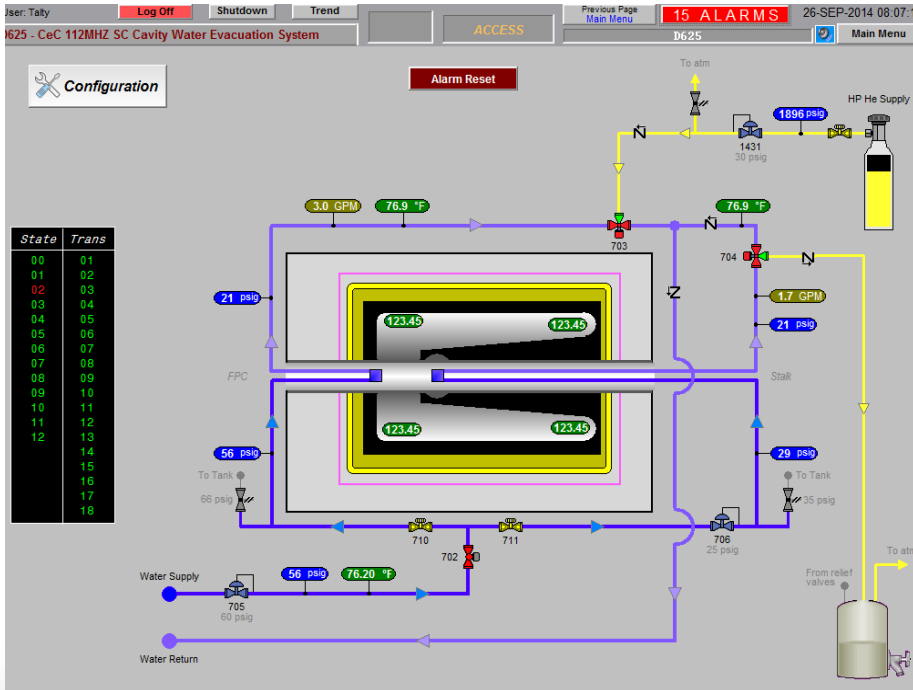 User: Talty
Log Off
Shutdown
Trend
Previous Page
Main Menu
15 ALARMS
26-SEP-2014 08:07:1
D625 - CeC 112MHZ SC Cavity Water Evacuation System
ACCESS
D625
Main Menu
Configuration
Alarm Reset
To atm
HP He Supply
1896 psig
1431
30 psig
3.0 GPM
76.9 °F
76.9 °F
703
704
State Trans
00 01
01 02
02 03
03 04
04 05
05 06
06 07
07 08
08 09
09 10
10 11
11 12
12 13
14
15
16
17
18
21 psig
1.7 GPM
21 psig
123.45
123.45
FPC
Stalk
123.45
123.45
56 psig
29 psig
To Tank
To Tank
66 psig
35 psig
710
711
706
25 psig
702
To atm
Water Supply
56 psig
76.20 °F
From relief
valves
705
60 psig
Water Return